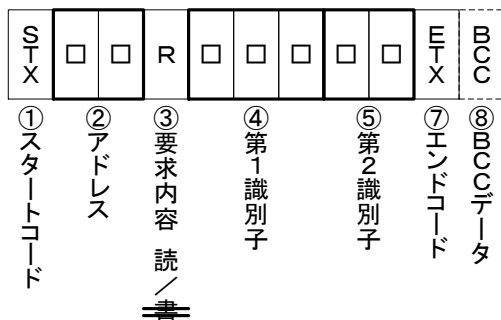 STX □ □ R □ □ □ □ □ ETX BCC
①スタートコード
②アドレス
③要求内容 読／書
④第1識別子
⑤第2識別子
⑦エンドコード
⑧BCCデータ